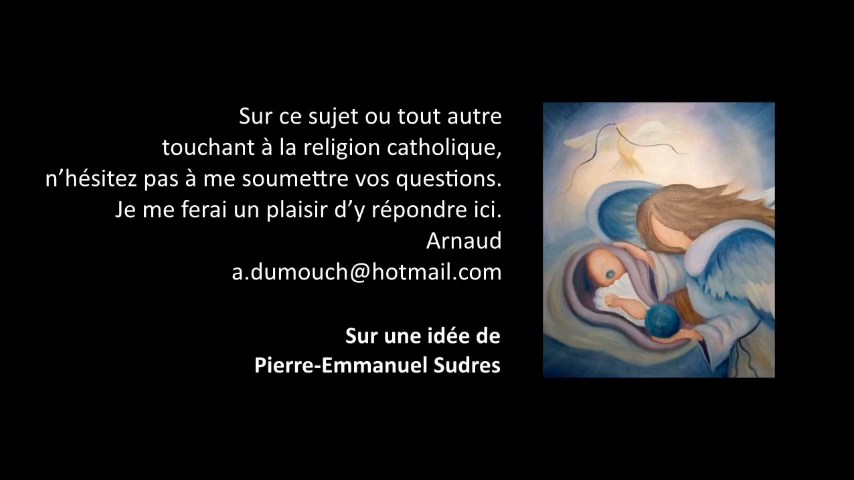 Sur ce sujet ou tout autre
touchant à la religion catholique,
n’hésitez pas à me soumettre vos questions.
Je me ferai un plaisir d’y répondre ici.
Arnaud
a.dumouch@hotmail.com
Sur une idée de
Pierre-Emmanuel Sudres